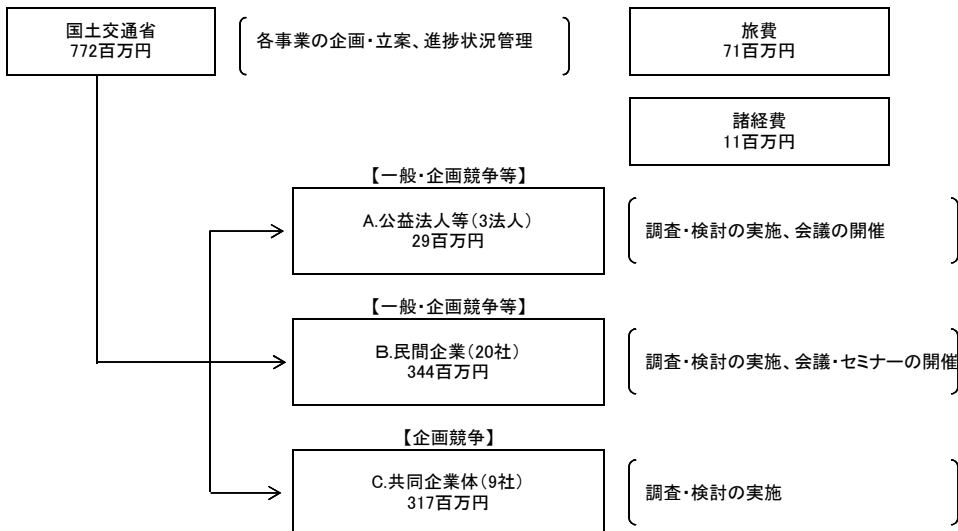 国土交通省
772百万円
各事業の企画・立案、進捗状況管理
旅費
71百万円
諸経費
11百万円
【一般・企画競争等】
A.公益法人等(3法人)
29百万円
調査・検討の実施、会議の開催
【一般・企画競争等】
B.民間企業(20社)
344百万円
調査・検討の実施、会議・セミナーの開催
【企画競争】
C.共同企業体(9社)
317百万円
調査・検討の実施